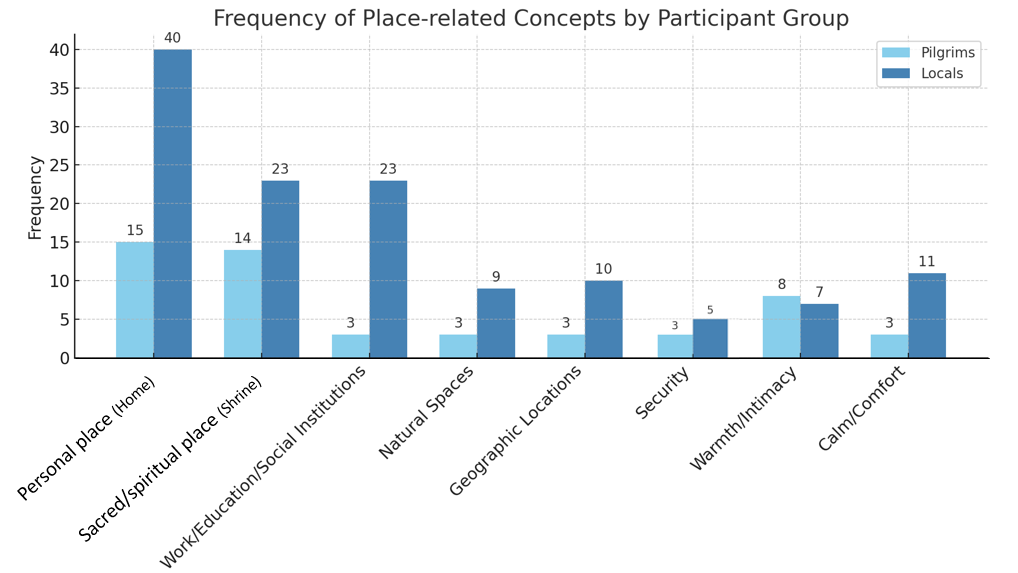 Frequency of Place-related Concepts by Participant Group
Pilgrims
Locals
Frequency
40
35
30
25
20
15
10
5
0
15
40
14
23
3
23
3
9
3
10
3
5
8
7
3
11
Personal place (Home)
Sacred/spiritual place (Shrine)
Work/Education/Social Institutions
Natural Spaces
Geographic Locations
Security
Warmth/Intimacy
Calm/Comfort